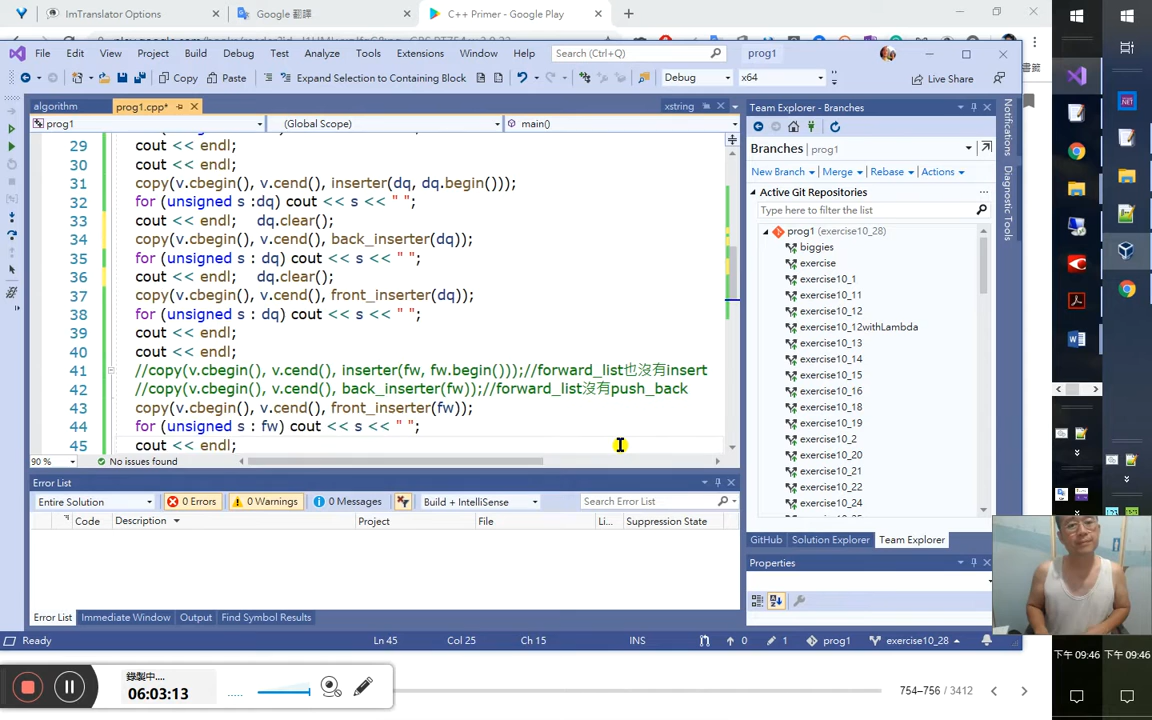 ImTranslator Options
Google 翻譯
C++ Primer - Google Play
File Edit View Project Build Debug Test Analyze Tools Extensions Window Help Search (Ctrl+Q) prog1
Copy Paste Expand Selection to Containing Block Debug x64 Live Share
algorithm prog1.cpp* xstring
prog1 (Global Scope) main()
29 cout << endl;
30 cout << endl;
31 copy(v.cbegin(), v.cend(), inserter(dq, dq.begin()));
32 for (unsigned s :dq) cout << s << " ";
33 cout << endl; dq.clear();
34 copy(v.cbegin(), v.cend(), back_inserter(dq));
35 for (unsigned s : dq) cout << s << " ";
36 cout << endl; dq.clear();
37 copy(v.cbegin(), v.cend(), front_inserter(dq));
38 for (unsigned s : dq) cout << s << " ";
39 cout << endl;
40 cout << endl;
41 //copy(v.cbegin(), v.cend(), inserter(fw, fw.begin()));//forward_list也沒有insert
42 //copy(v.cbegin(), v.cend(), back_inserter(fw));//forward_list沒有push_back
43 copy(v.cbegin(), v.cend(), front_inserter(fw));
44 for (unsigned s : fw) cout << s << " ";
45 cout << endl;
90 % No issues found
Error List
Entire Solution 0 Errors 0 Warnings 0 Messages Build + IntelliSense Search Error List
Code Description Project File Li... Suppression State
Error List Immediate Window Output Find Symbol Results
Team Explorer - Branches
Branches prog1
New Branch Merge Rebase Actions
Active Git Repositories
Type here to filter the list
prog1 (exercise10_28)
biggies
exercise
exercise10_1
exercise10_11
exercise10_12
exercise10_12withLambda
exercise10_13
exercise10_14
exercise10_15
exercise10_16
exercise10_18
exercise10_19
exercise10_2
exercise10_20
exercise10_21
exercise10_22
exercise10_24
GitHub Solution Explorer Team Explorer
Properties
Notifications
Diagnostic Tools
Ready Ln 45 Col 25 Ch 15 INS 0 1 prog1 exercise10_28
錄製中....
06:03:13
754–756 / 3412
下午 09:46 下午 09:46